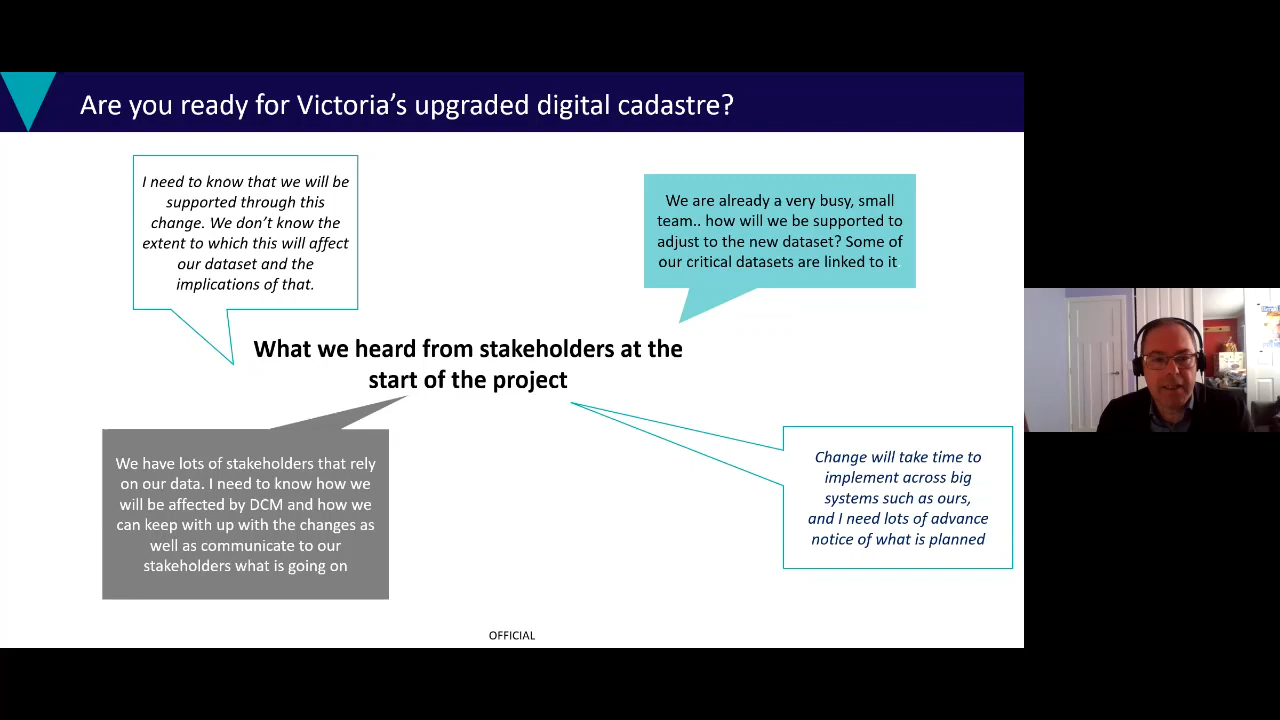 Are you ready for Victoria's upgraded digital cadastre?
I need to know that we will be
supported through this
change. We don't know the
extent to which this will affect
our dataset and the
implications of that.
We are already a very busy, small
team.. how will we be supported to
adjust to the new dataset? Some of
our critical datasets are linked to it.
What we heard from stakeholders at the
start of the project
We have lots of stakeholders that rely
on our data. I need to know how we
will be affected by DCM and how we
can keep with up with the changes as
well as communicate to our
stakeholders what is going on
Change will take time to
implement across big
systems such as ours,
and I need lots of advance
notice of what is planned
OFFICIAL